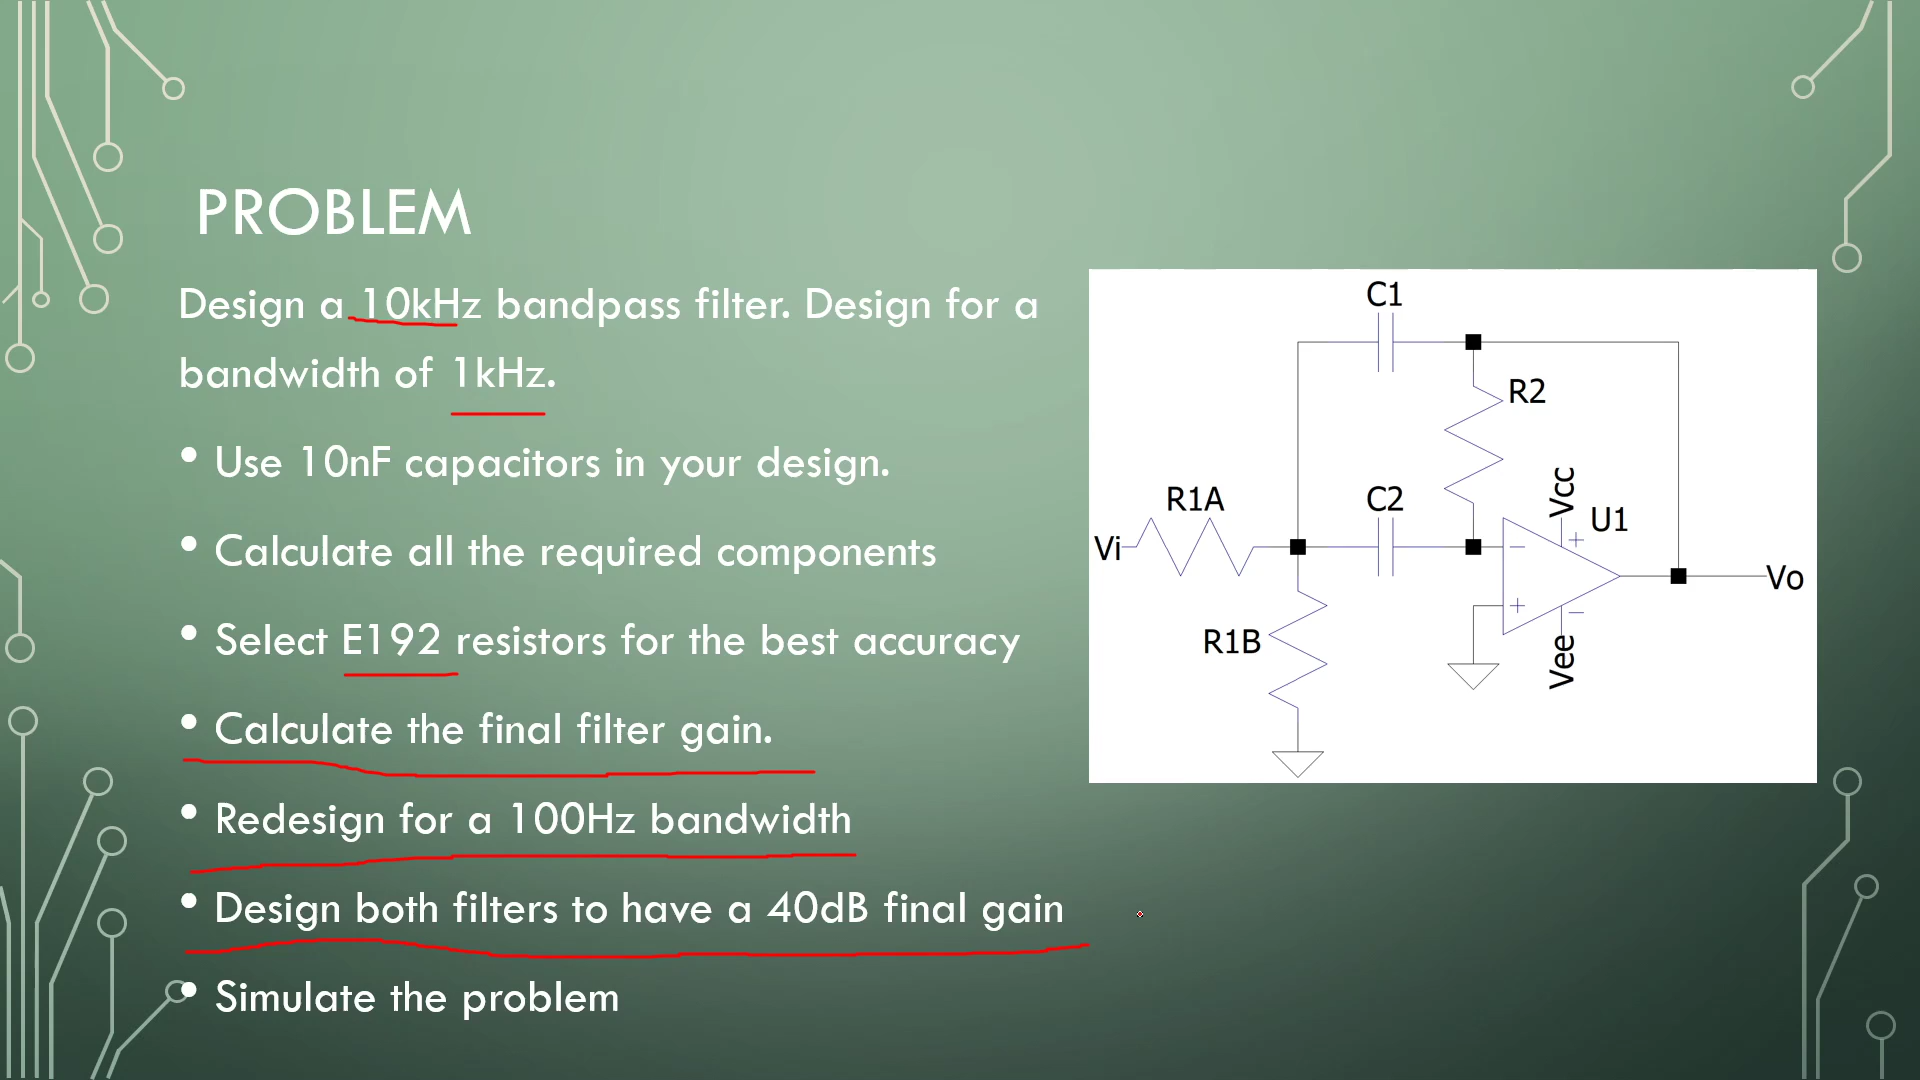 PROBLEM
Design a 10kHz bandpass filter. Design for a
bandwidth of 1kHz.
• Use 10nF capacitors in your design.
• Calculate all the required components
• Select E192 resistors for the best accuracy
• Calculate the final filter gain.
• Redesign for a 100Hz bandwidth
• Design both filters to have a 40dB final gain
• Simulate the problem
C1
R2
Vcc
R1A
C2
U1
Vi
Vo
R1B
Vee